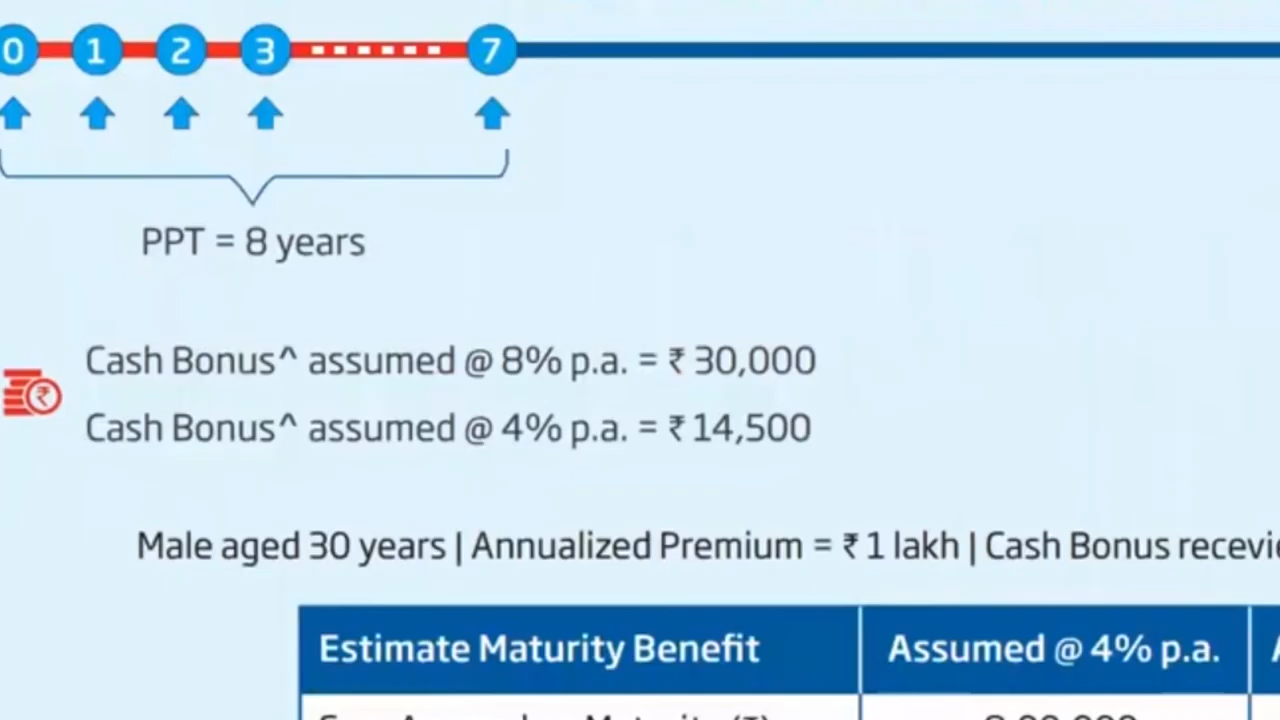 0 1 2 3 7
PPT = 8 years
Cash Bonus^ assumed @ 8% p.a. = ₹ 30,000
₹
Cash Bonus^ assumed @ 4% p.a. = ₹ 14,500
Male aged 30 years | Annualized Premium = ₹ 1 lakh | Cash Bonus
Estimate Maturity Benefit Assumed @ 4% p.a.